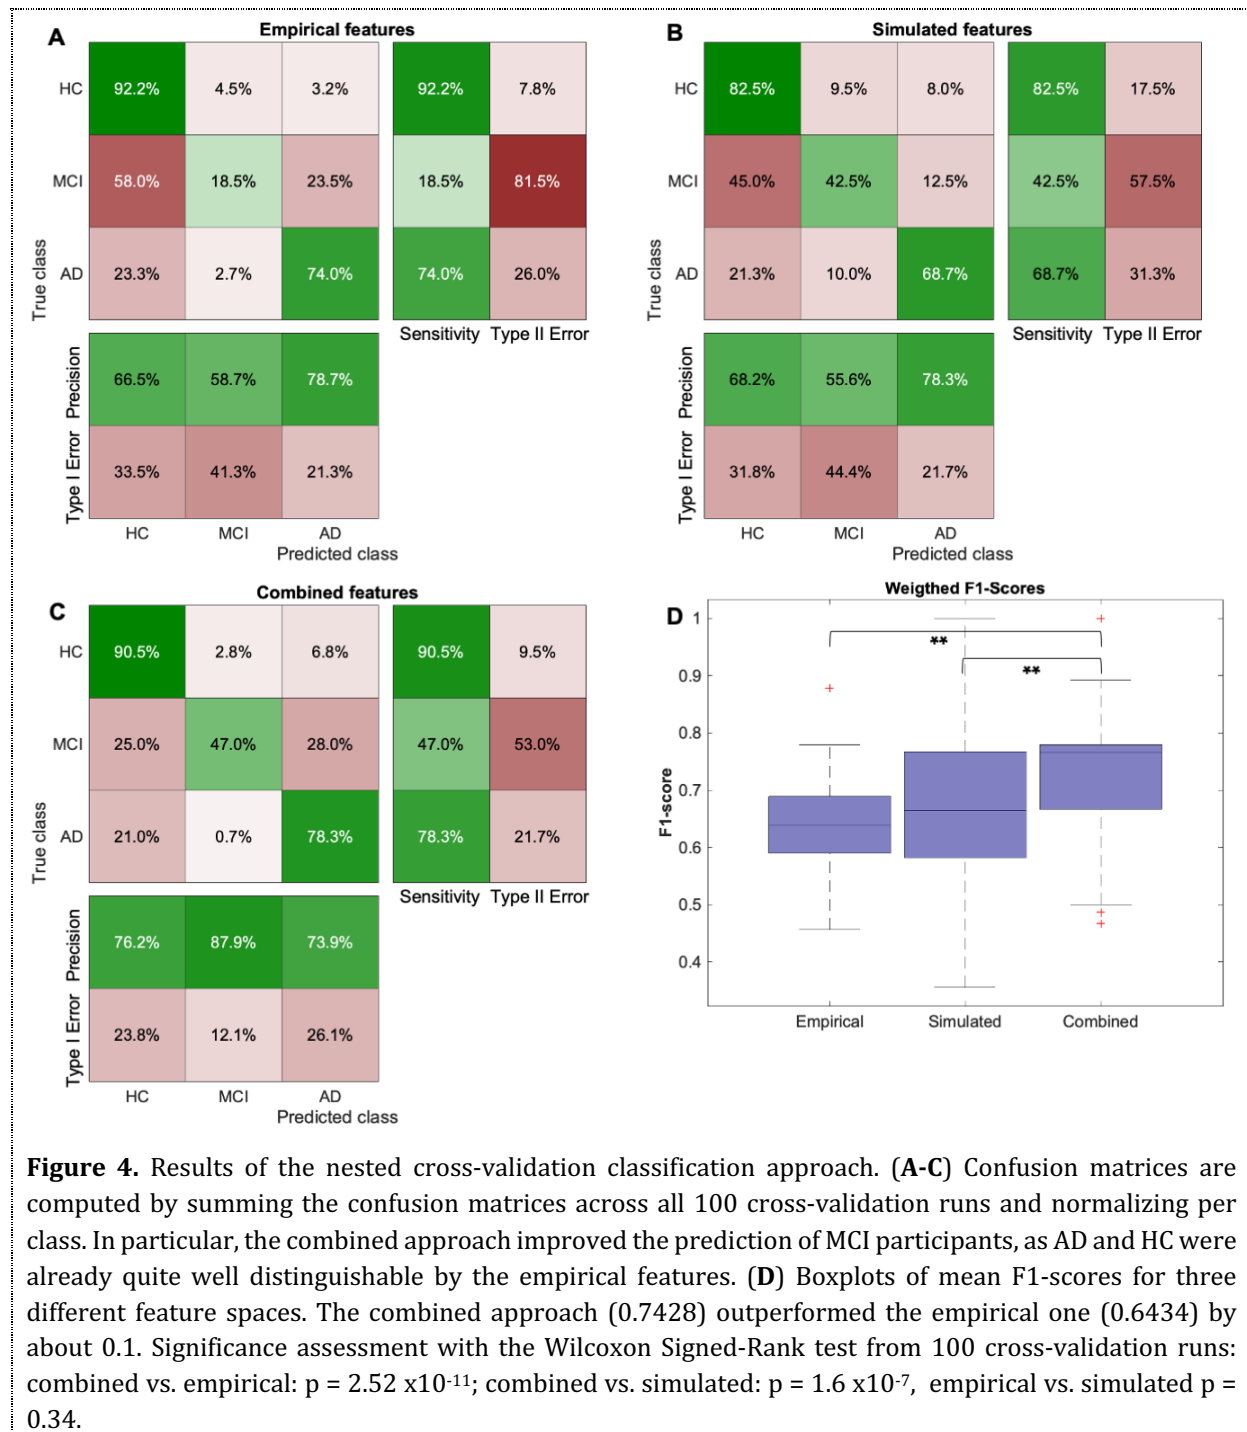 A
Empirical features
HC 92.2% 4.5% 3.2% 92.2% 7.8%
MCI 58.0% 18.5% 23.5% 18.5% 81.5%
AD 23.3% 2.7% 74.0% 74.0% 26.0%
True class
Sensitivity Type II Error
Precision 66.5% 58.7% 78.7%
Type I Error 33.5% 41.3% 21.3%
HC MCI AD
Predicted class
B
Simulated features
HC 82.5% 9.5% 8.0% 82.5% 17.5%
MCI 45.0% 42.5% 12.5% 42.5% 57.5%
AD 21.3% 10.0% 68.7% 68.7% 31.3%
True class
Sensitivity Type II Error
Precision 68.2% 55.6% 78.3%
Type I Error 31.8% 44.4% 21.7%
HC MCI AD
Predicted class
C
Combined features
HC 90.5% 2.8% 6.8% 90.5% 9.5%
MCI 25.0% 47.0% 28.0% 47.0% 53.0%
AD 21.0% 0.7% 78.3% 78.3% 21.7%
True class
Sensitivity Type II Error
Precision 76.2% 87.9% 73.9%
Type I Error 23.8% 12.1% 26.1%
HC MCI AD
Predicted class
D
Weigthed F1-Scores
1
0.9
0.8
0.7
0.6
0.5
0.4
F1-score
**
**
Empirical Simulated Combined
Figure 4. Results of the nested cross-validation classification approach. (A-C) Confusion matrices are
computed by summing the confusion matrices across all 100 cross-validation runs and normalizing per
class. In particular, the combined approach improved the prediction of MCI participants, as AD and HC were
already quite well distinguishable by the empirical features. (D) Boxplots of mean F1-scores for three
different feature spaces. The combined approach (0.7428) outperformed the empirical one (0.6434) by
about 0.1. Significance assessment with the Wilcoxon Signed-Rank test from 100 cross-validation runs:
combined vs. empirical: p = 2.52 x10⁻¹¹; combined vs. simulated: p = 1.6 x10⁻⁷, empirical vs. simulated p =
0.34.